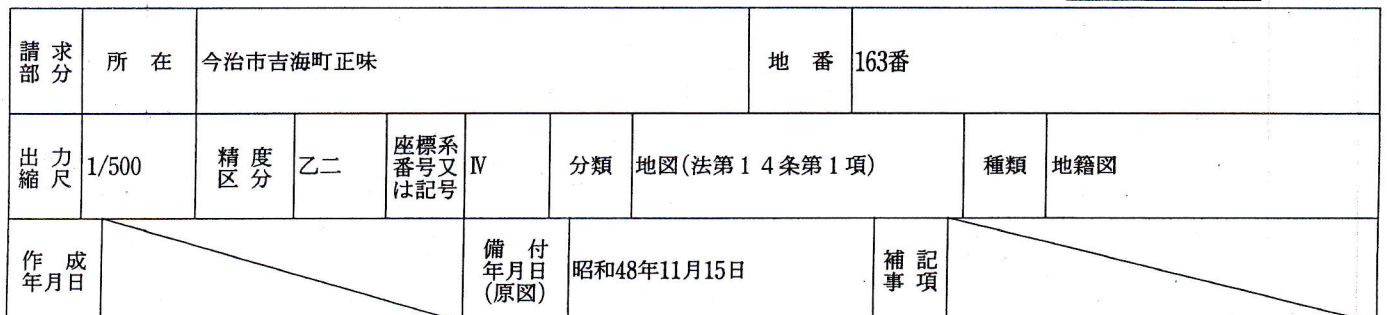 請求部分 所在 今治市吉海町正味 地番 163番
出力縮尺 1/500 精度区分 乙二 座標系番号又は記号 Ⅳ 分類 地図(法第14条第1項) 種類 地籍図
作成年月日 備付年月日(原図) 昭和48年11月15日 補記事項